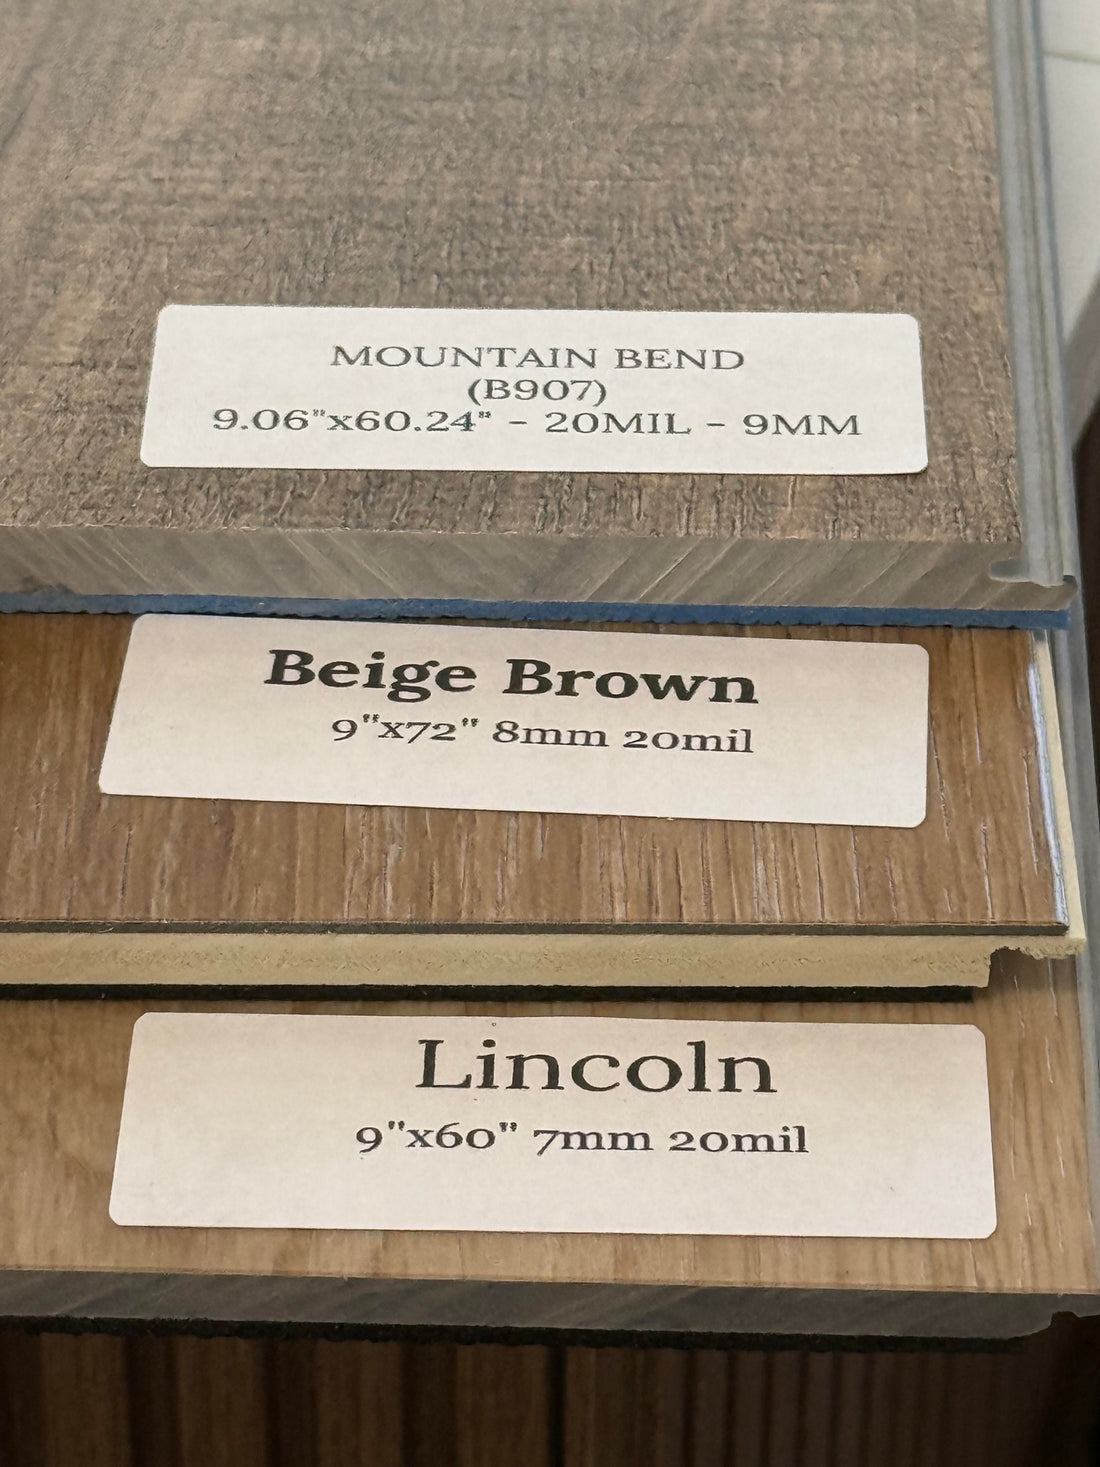 MOUNTAIN BEND
(B907)
9.06"x60.24" - 20MIL - 9MM
Beige Brown
9"x72" 8mm 20mil
Lincoln
9"x60" 7mm 20mil